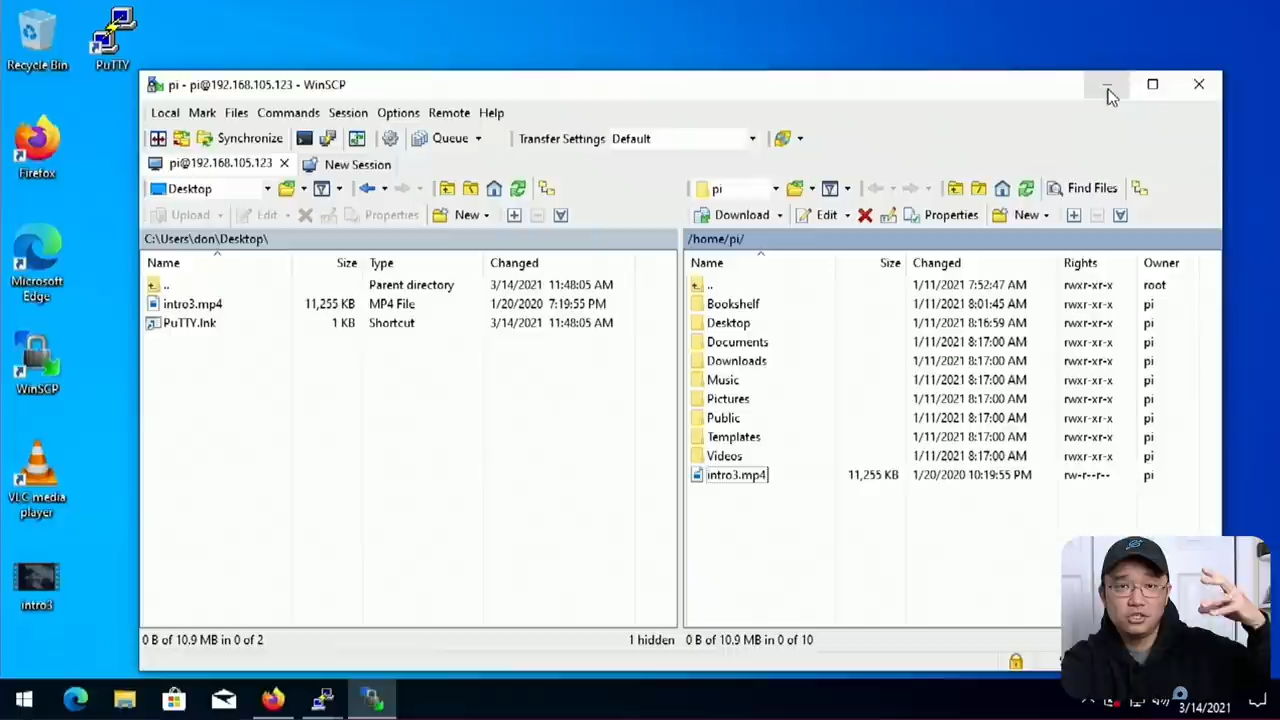 Recycle Bin
PuTTY
Firefox
Microsoft
Edge
WinSCP
VLC media
player
intro3
pi - pi@192.168.105.123 - WinSCP
Local Mark Files Commands Session Options Remote Help
Synchronize Queue Transfer Settings Default
pi@192.168.105.123 New Session
Desktop
Upload Edit Properties New
C:\Users\don\Desktop\
Name Size Type Changed
.. Parent directory 3/14/2021 11:48:05 AM
intro3.mp4 11,255 KB MP4 File 1/20/2020 7:19:55 PM
PuTTY.lnk 1 KB Shortcut 3/14/2021 11:48:05 AM
0 B of 10,9 MB in 0 of 2 1 hidden
pi Find Files
Download Edit Properties New
/home/pi/
Name Size Changed Rights Owner
.. 1/11/2021 7:52:47 AM rwxr-xr-x root
Bookshelf 1/11/2021 8:01:45 AM rwxr-xr-x pi
Desktop 1/11/2021 8:16:59 AM rwxr-xr-x pi
Documents 1/11/2021 8:17:00 AM rwxr-xr-x pi
Downloads 1/11/2021 8:17:00 AM rwxr-xr-x pi
Music 1/11/2021 8:17:00 AM rwxr-xr-x pi
Pictures 1/11/2021 8:17:00 AM rwxr-xr-x pi
Public 1/11/2021 8:17:00 AM rwxr-xr-x pi
Templates 1/11/2021 8:17:00 AM rwxr-xr-x pi
Videos 1/11/2021 8:17:00 AM rwxr-xr-x pi
intro3.mp4 11,255 KB 1/20/2020 10:19:55 PM rw-r--r-- pi
0 B of 10,9 MB in 0 of 10
3/14/2021